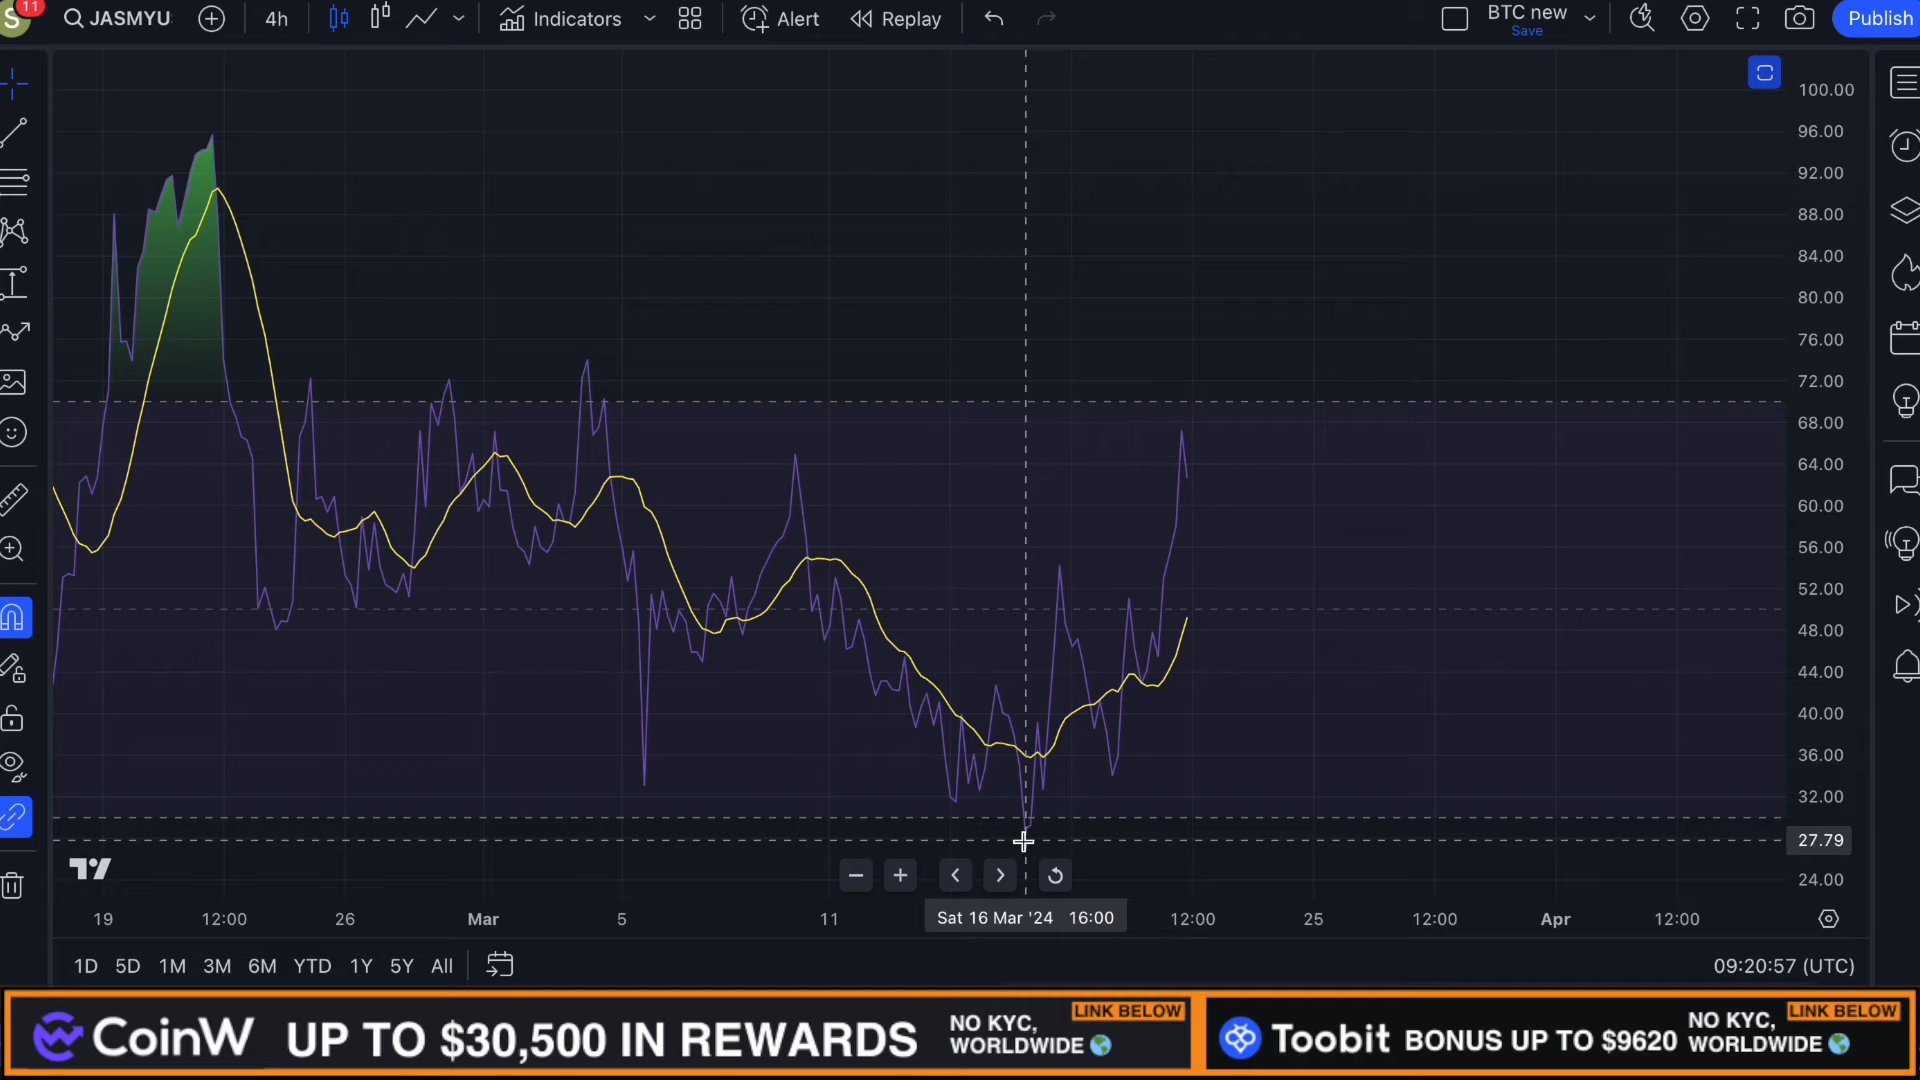 S 11 JASMYU 4h Indicators Alert Replay BTC new Publish
Save
100.00
96.00
92.00
88.00
84.00
80.00
76.00
72.00
68.00
64.00
60.00
56.00
52.00
48.00
44.00
40.00
36.00
32.00
27.79
24.00
19 12:00 26 Mar 5 11 Sat 16 Mar '24 16:00 12:00 25 12:00 Apr 12:00
1D 5D 1M 3M 6M YTD 1Y 5Y All 09:20:57 (UTC)
CoinW UP TO $30,500 IN REWARDS
NO KYC,
WORLDWIDE
LINK BELOW
Toobit BONUS UP TO $9620
NO KYC,
WORLDWIDE
LINK BELOW